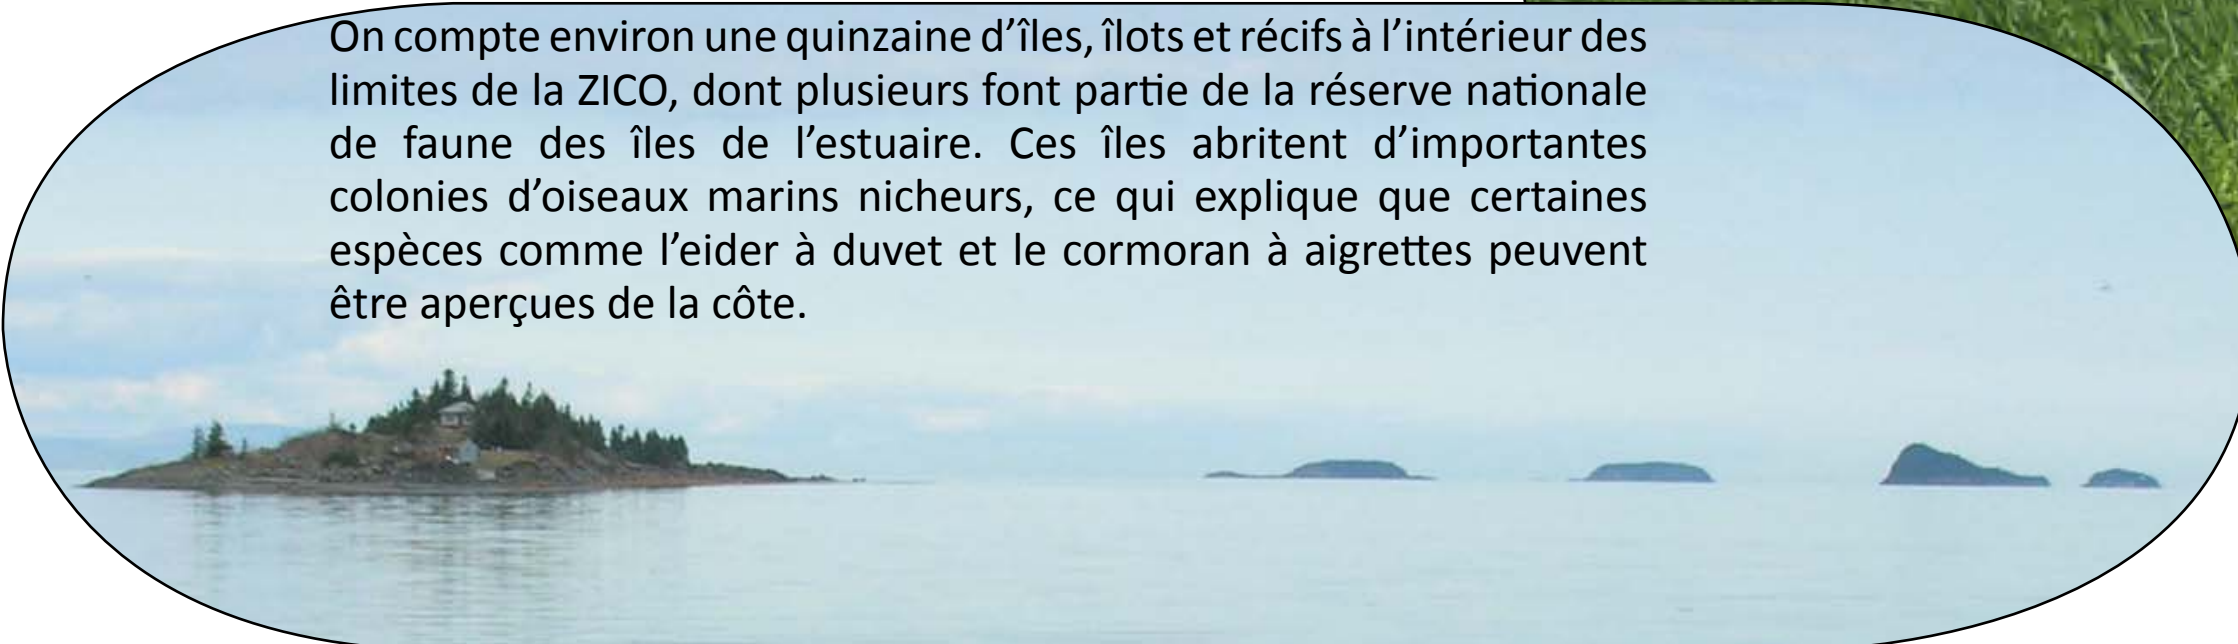 On compte environ une quinzaine d’îles, îlots et récifs à l’intérieur des
limites de la ZICO, dont plusieurs font partie de la réserve nationale
de faune des îles de l’estuaire. Ces îles abritent d’importantes
colonies d’oiseaux marins nicheurs, ce qui explique que certaines
espèces comme l’eider à duvet et le cormoran à aigrettes peuvent
être aperçues de la côte.